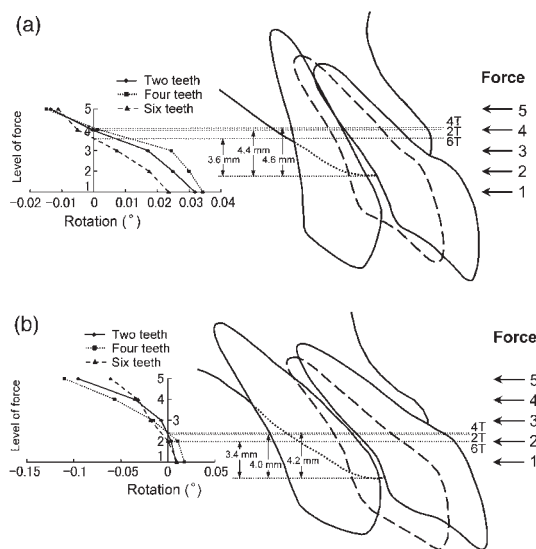 (a)
Two teeth
Four teeth
Six teeth
Force
Level of force
5
4
3
2
1
−0.02 −0.01 0 0.01 0.02 0.03 0.04
Rotation (°)
3.6 mm
4.4 mm
4.6 mm
4T
2T
6T
5
4
3
2
1
(b)
Two teeth
Four teeth
Six teeth
Force
Level of force
5
4
3
2
1
−0.15 −0.1 −0.05 0 0.05
Rotation (°)
3.4 mm
4.0 mm
4.2 mm
4T
2T
6T
5
4
3
2
1